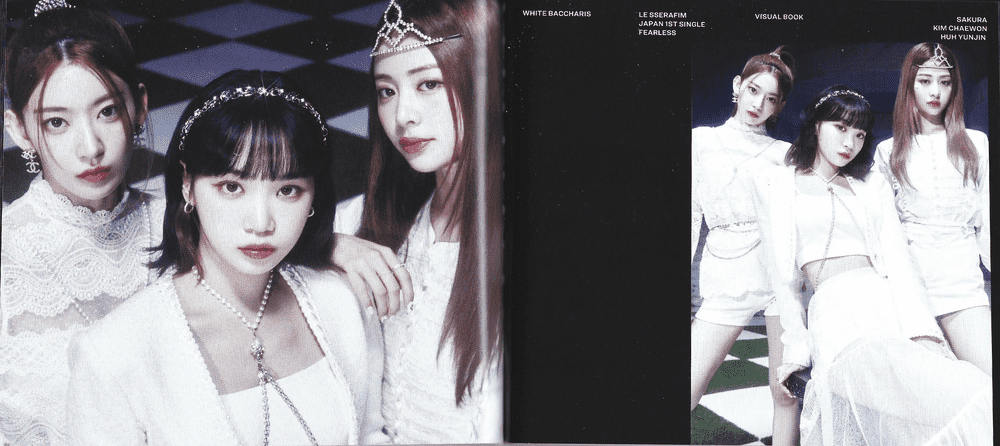 WHITE BACCHARIS
LE SSERAFIM
JAPAN 1ST SINGLE
FEARLESS
VISUAL BOOK
SAKURA
KIM CHAEWON
HUH YUNJIN